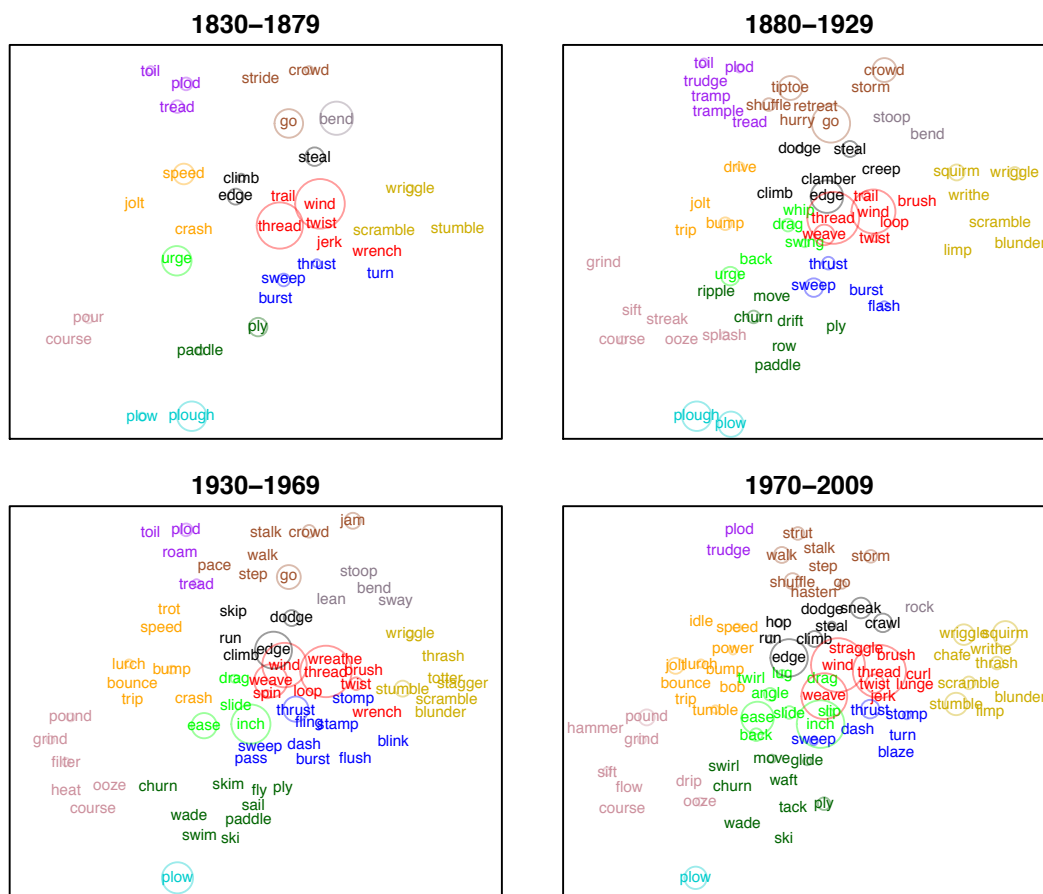 1830–1879
toil
crowd
stride
plod
tread
go
bend
steal
speed
climb
edge
trail
wriggle
jolt
wind
thread
twist
crash
scramble
stumble
jerk
wrench
urge
thrust
turn
sweep
burst
pour
ply
course
paddle
plow
plough
1880–1929
toil
plod
crowd
trudge
tiptoe
storm
tramp
shuffle
retreat
trample
tread
hurry
go
stoop
bend
dodge
steal
drive
creep
squirm
wriggle
clamber
climb
edge
trail
brush
writhe
jolt
whip
wind
thread
loop
scramble
bump
drag
trip
weave
twist
swing
blunder
limp
grind
back
thrust
urge
sweep
ripple
move
burst
flash
sift
streak
churn
drift
ply
course
ooze
splash
row
paddle
plough
plow
1930–1969
jam
toil
plod
stalk
crowd
roam
walk
pace
step
go
stoop
tread
bend
lean
sway
trot
skip
dodge
speed
run
wriggle
edge
climb
lurch
bump
wind
wreathe
thrash
thread
brush
bounce
drag
weave
totter
trip
crash
spin
loop
twist
stumble
stagger
slide
stomp
scramble
pound
thrust
wrench
blunder
ease
inch
fling
stamp
grind
sweep
dash
blink
filter
pass
burst
flush
heat
ooze
churn
skim
fly
ply
course
wade
sail
paddle
swim
ski
plow
1970–2009
plod
strut
trudge
walk
stalk
storm
step
shuffle
go
hasten
dodge
sneak
rock
idle
speed
hop
steal
crawl
run
climb
wriggle
squirm
power
straggle
writhe
edge
brush
chafe
jolt
lurch
bump
wind
thrash
twirl
lug
drag
thread
curl
bounce
bob
twist
lunge
scramble
angle
weave
jerk
blunder
tumble
stumble
limp
pound
ease
slide
slip
thrust
stomp
hammer
inch
grind
back
sweep
dash
turn
blaze
swirl
move
glide
sift
flow
drip
churn
waft
course
ooze
tack
ply
wade
ski
plow